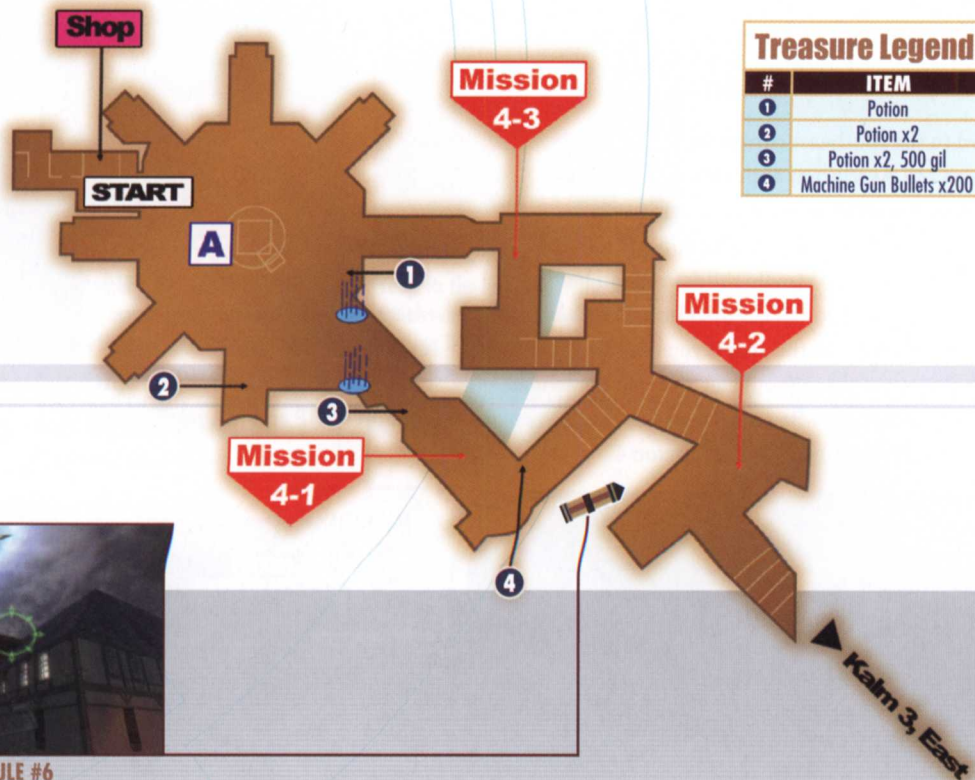 Shop
Treasure Legend
# ITEM
1 Potion
2 Potion x2
3 Potion x2, 500 gil
4 Machine Gun Bullets x200
Mission
4-3
START
A
1
Mission
4-2
2
3
Mission
4-1
4
Kalm 3, East
ULE #6